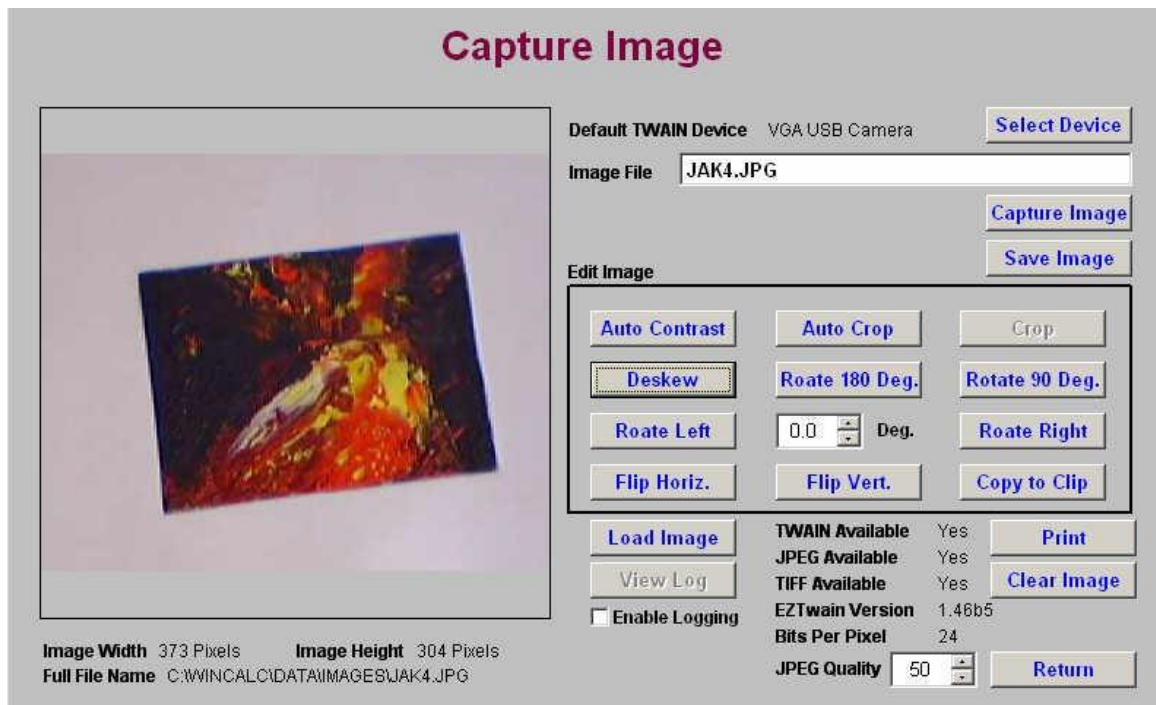 Capture Image
Default TWAIN Device VGA USB Camera Select Device
Image File JAK4.JPG
Capture Image
Save Image
Edit Image
Auto Contrast Auto Crop Crop
Deskew Roate 180 Deg. Rotate 90 Deg.
Roate Left 0.0 Deg. Roate Right
Flip Horiz. Flip Vert. Copy to Clip
Load Image TWAIN Available Yes Print
JPEG Available Yes
View Log TIFF Available Yes Clear Image
Enable Logging EZTwain Version 1.46b5
Bits Per Pixel 24
Image Width 373 Pixels Image Height 304 Pixels
JPEG Quality 50 Return
Full File Name C:\WINCALC\DATA\IMAGES\JAK4.JPG